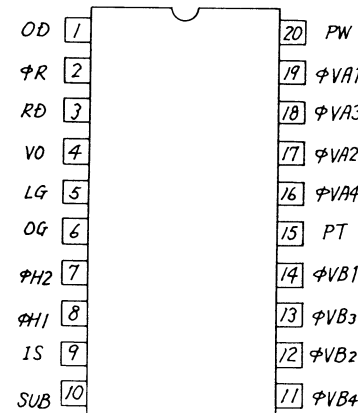 OD 1 20 PW
ΦR 2 19 ΦVA1
RD 3 18 ΦVA3
VO 4 17 ΦVA2
LG 5 16 ΦVA4
OG 6 15 PT
ΦH2 7 14 ΦVB1
ΦH1 8 13 ΦVB3
IS 9 12 ΦVB2
SUB 10 11 ΦVB4